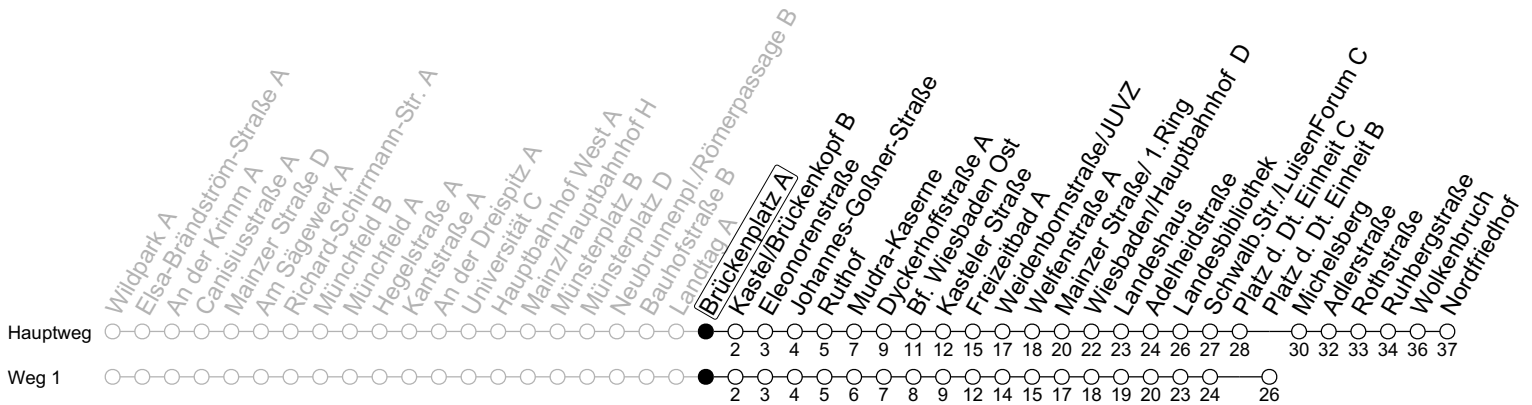 Wildpark A
Elsa-Brändström-Straße A
An der Krimm A
Canisiusstraße A
Mainzer Straße D
Am Sägewerk A
Richard-Schirrmann-Str. A
Münchfeld B
Münchfeld A
Hegelstraße A
Kantstraße A
An der Dreispitz A
Universität C
Hauptbahnhof West A
Mainz/Hauptbahnhof H
Münsterplatz B
Münsterplatz D
Neubrunnenpl./Römerpassage B
Bauhofstraße B
Landtag A
Brückenplatz A
Kastel/Brückenkopf B
Eleonorenstraße
Johannes-Goßner-Straße
Ruthof
Mudra-Kaserne
Dyckerhoffstraße A
Bf. Wiesbaden Ost
Kasteler Straße
Freizeitbad A
Weidenbornstraße/JUVZ
Welfenstraße A
Mainzer Straße/ 1.Ring
Wiesbaden/Hauptbahnhof D
Landeshaus
Adelheidstraße
Landesbibliothek
Schwalb.Str./LuisenForum C
Platz d. Dt. Einheit C
Platz d. Dt. Einheit B
Michelsberg
Adlerstraße
Rothstraße
Ruhbergstraße
Wolkenbruch
Nordfriedhof
Hauptweg
2 3 4 5 7 9 11 12 15 17 18 20 22 23 24 26 27 28 30 32 33 34 36 37
Weg 1
2 3 4 5 6 7 8 9 12 14 15 17 18 19 20 23 24 26